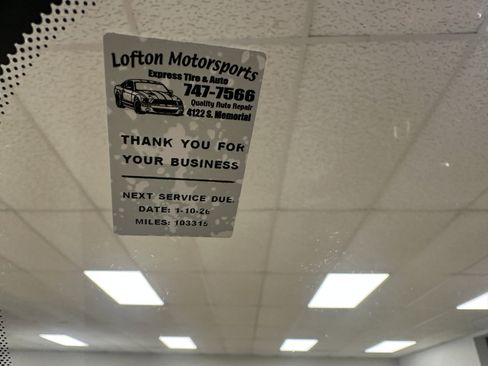 Lofton Motorsports
Express Tire & Auto
747-7566
Quality Auto Repair
4122 S. Memorial
THANK YOU FOR
YOUR BUSINESS
NEXT SERVICE DUE:
DATE: 1-10-26
MILES: 103315